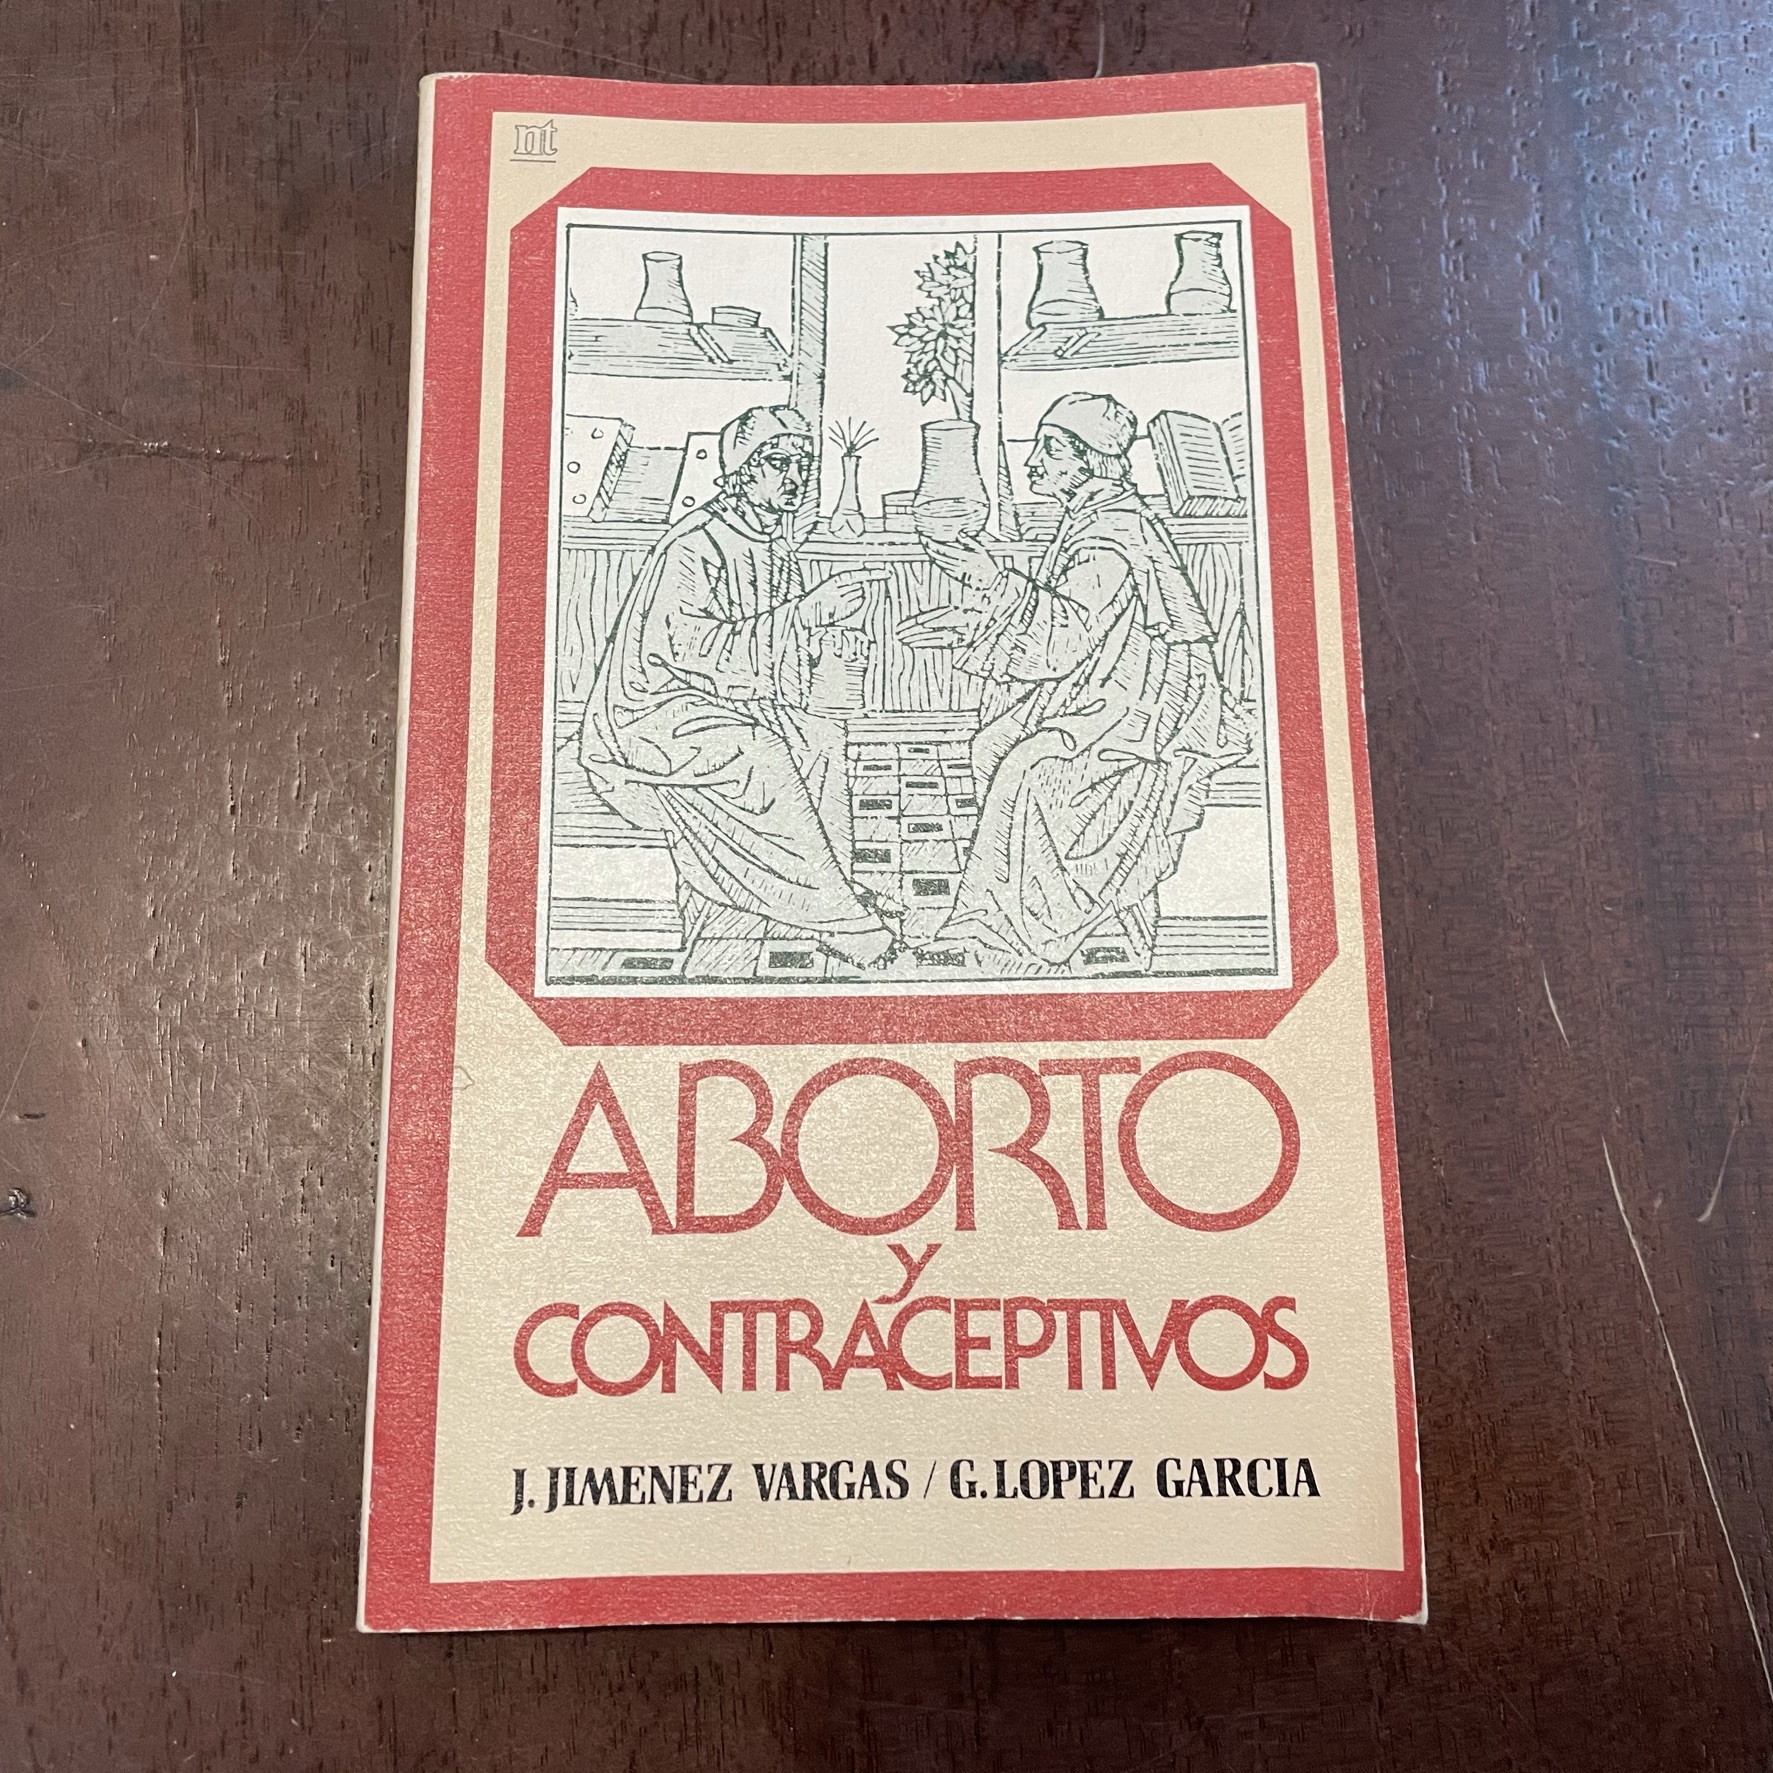 nt
ABORTO
y
CONTRACEPTIVOS
J. JIMENEZ VARGAS / G. LOPEZ GARCIA